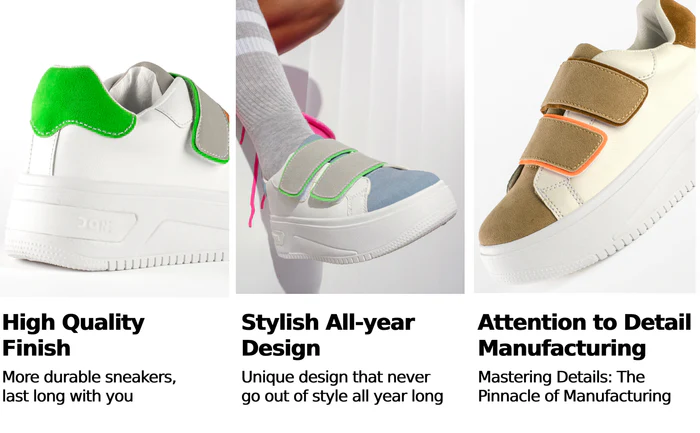 High Quality
Finish
More durable sneakers,
last long with you
Stylish All-year
Design
Unique design that never
go out of style all year long
Attention to Detail
Manufacturing
Mastering Details: The
Pinnacle of Manufacturing